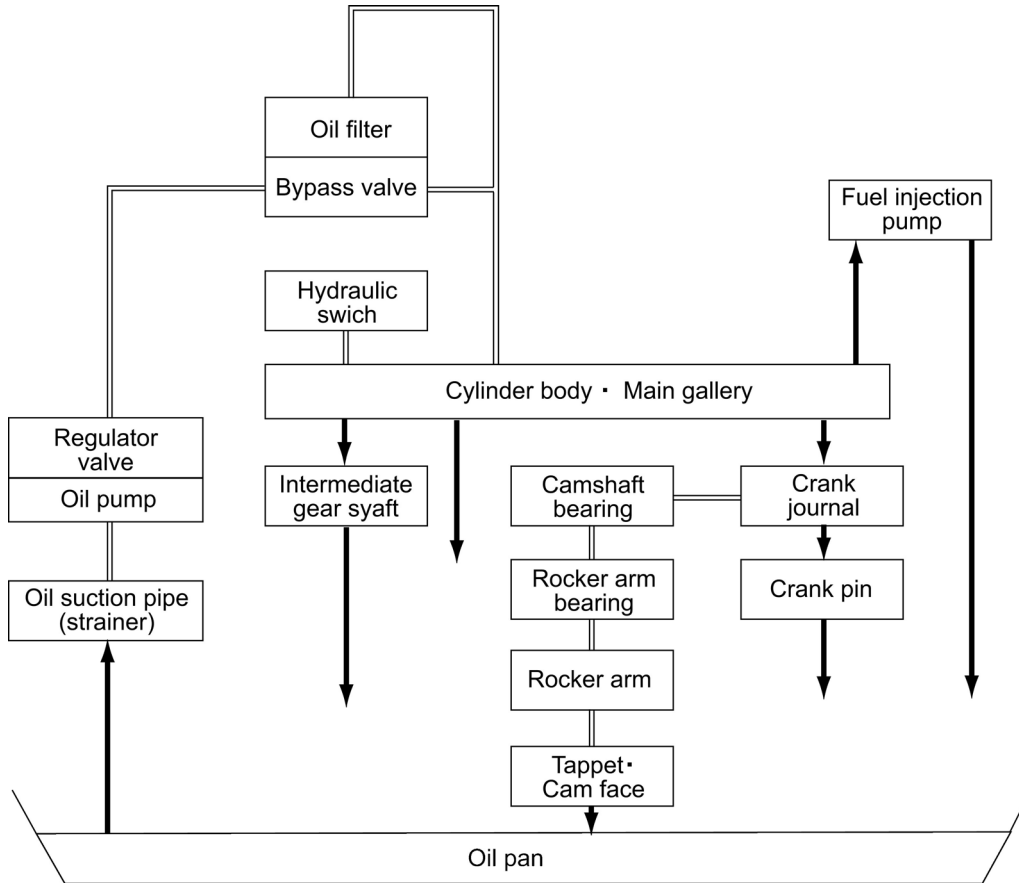 Oil filter
Bypass valve
Fuel injection
pump
Hydraulic
swich
Cylinder body・ Main gallery
Regulator
valve
Oil pump
Intermediate
gear syaft
Camshaft
bearing
Crank
journal
Oil suction pipe
(strainer)
Rocker arm
bearing
Crank pin
Rocker arm
Tappet・
Cam face
Oil pan